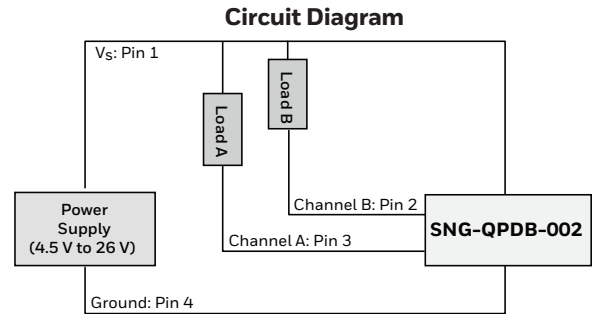 Circuit Diagram
VS: Pin 1
Load A
Load B
Channel B: Pin 2
Channel A: Pin 3
Power
Supply
(4.5 V to 26 V)
SNG-QPDB-002
Ground: Pin 4